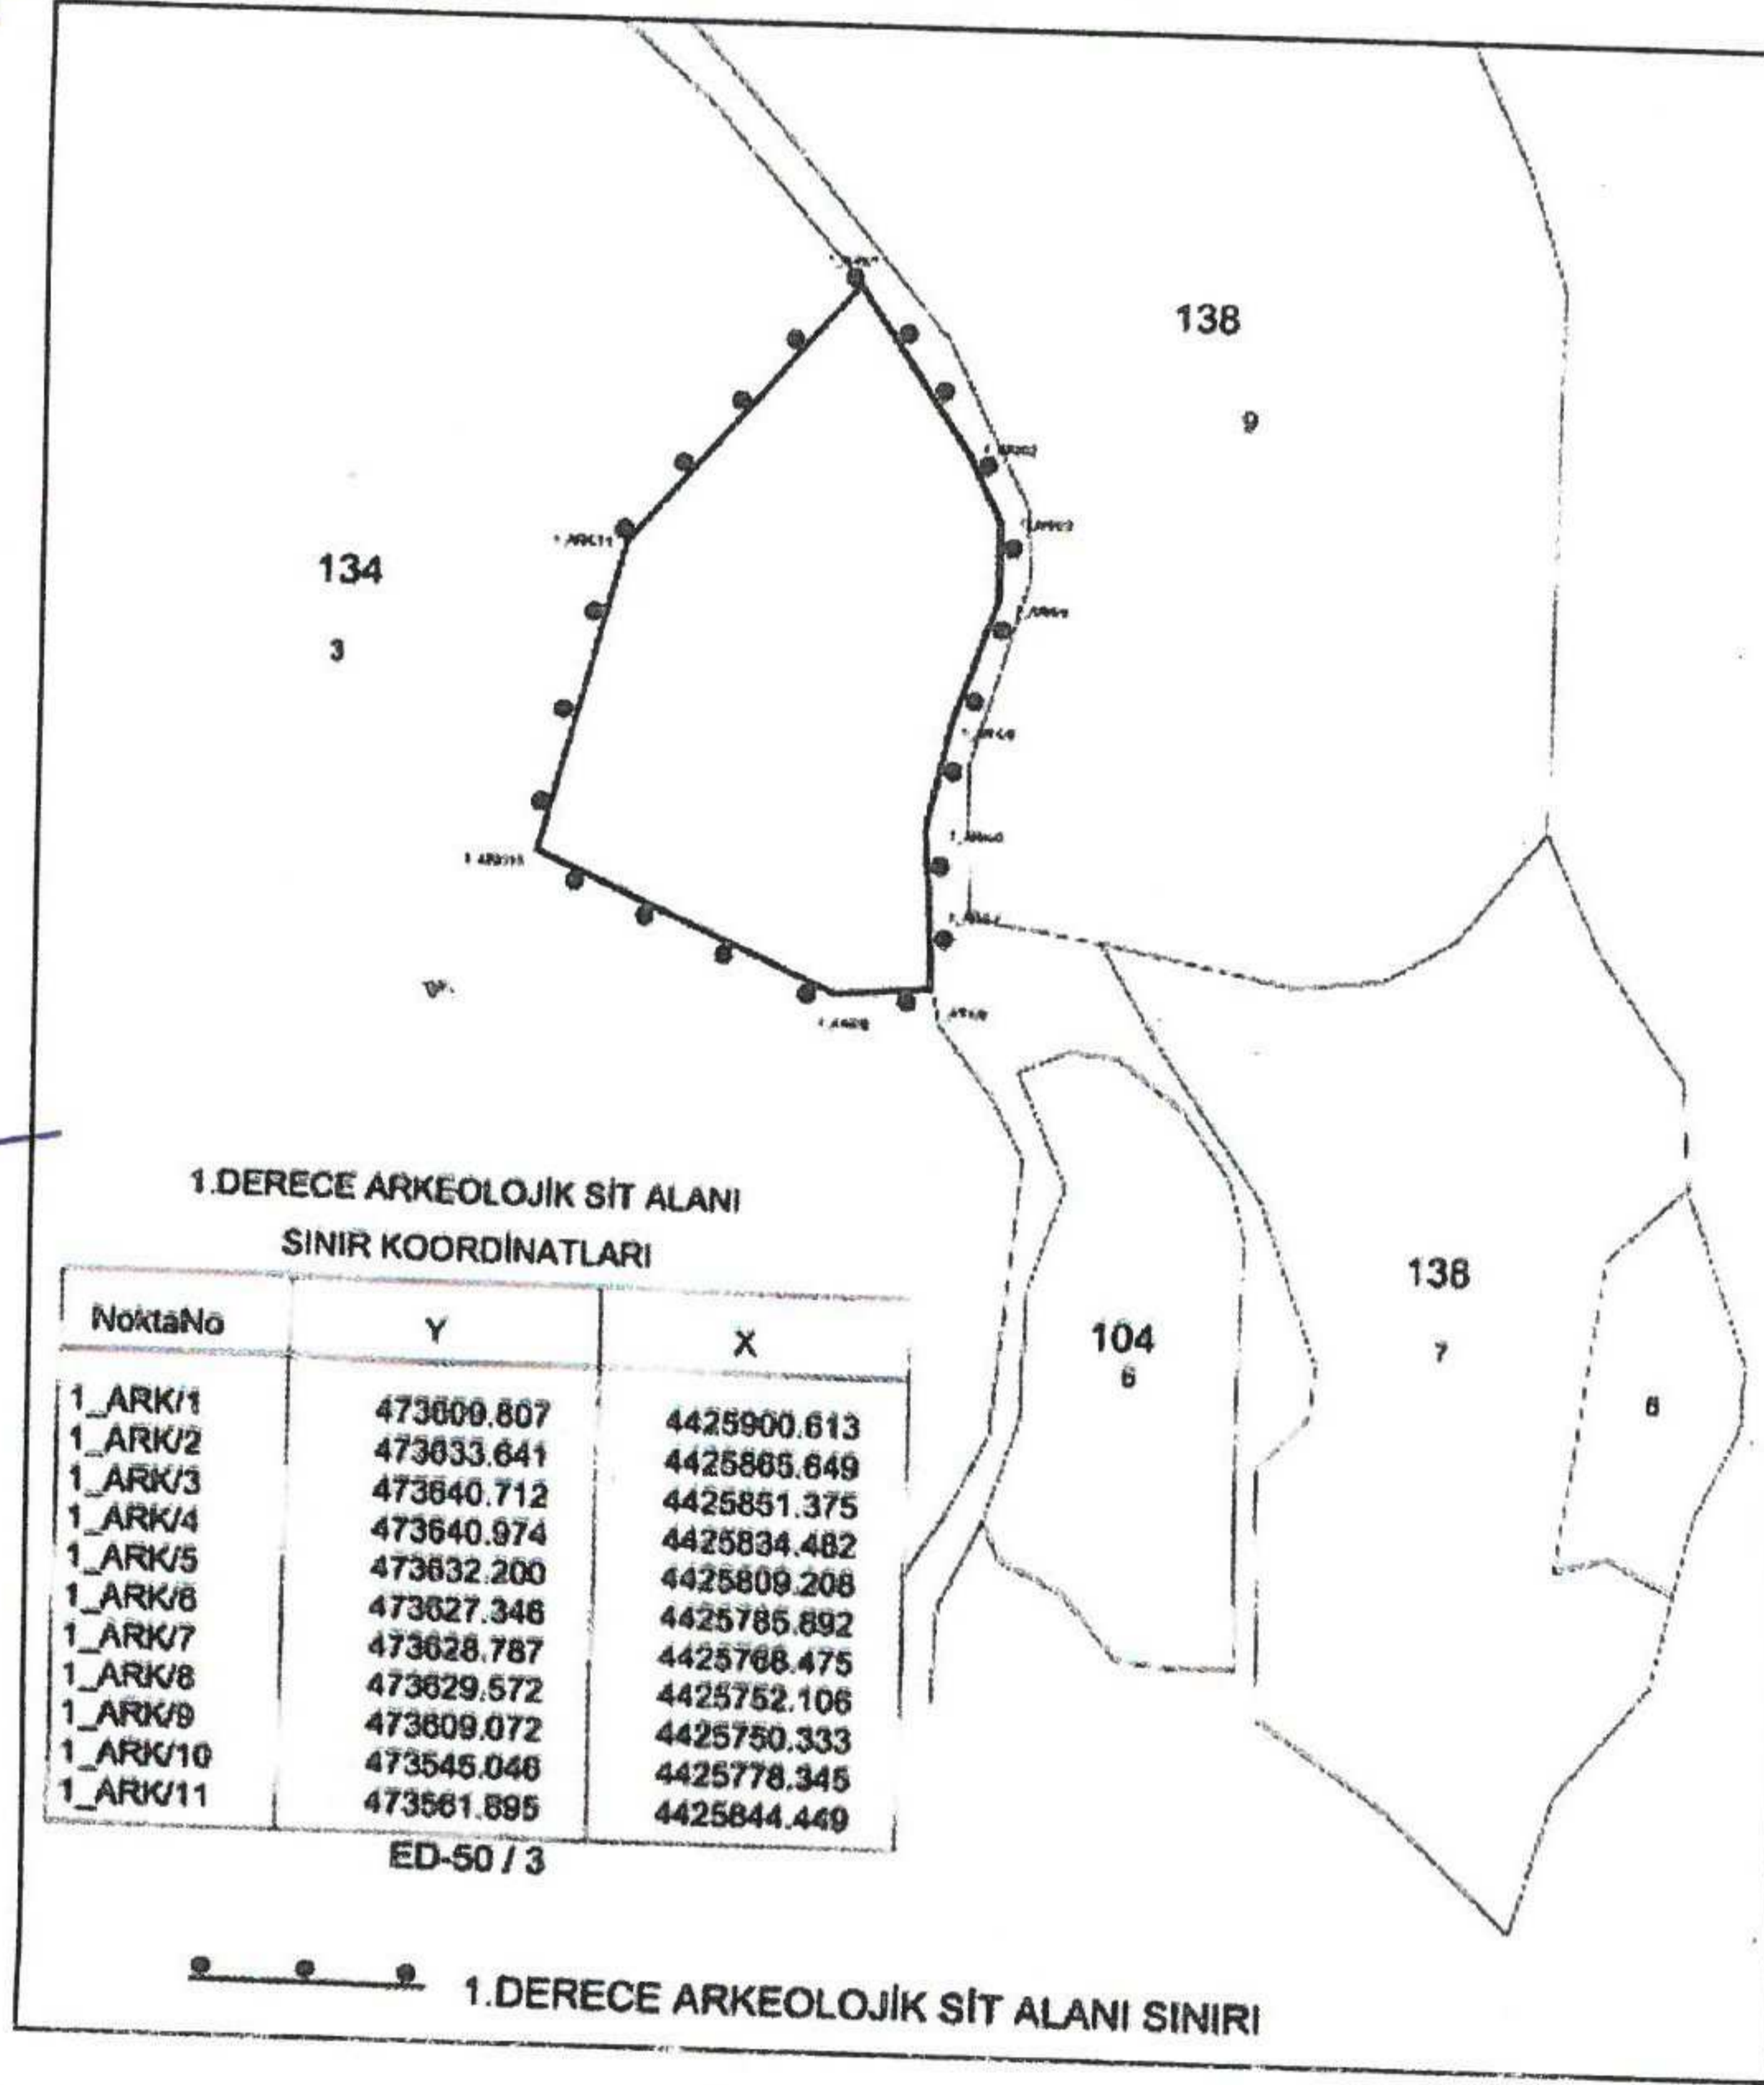 138
9
134
3
1_ARK/11
1.DERECE ARKEOLOJİK SİT ALANI
SINIR KOORDİNATLARI
NoktaNo Y X
1_ARK/1 473609.807 4425900.613
1_ARK/2 473633.641 4425865.649
1_ARK/3 473640.712 4425851.375
1_ARK/4 473640.974 4425834.482
1_ARK/5 473632.200 4425809.208
1_ARK/6 473627.346 4425785.892
1_ARK/7 473628.787 4425768.475
1_ARK/8 473629.572 4425752.106
1_ARK/9 473609.072 4425750.333
1_ARK/10 473546.046 4425778.345
1_ARK/11 473561.895 4425844.449
ED-50 / 3
104
6
138
7
6
1.DERECE ARKEOLOJİK SİT ALANI SINIRI